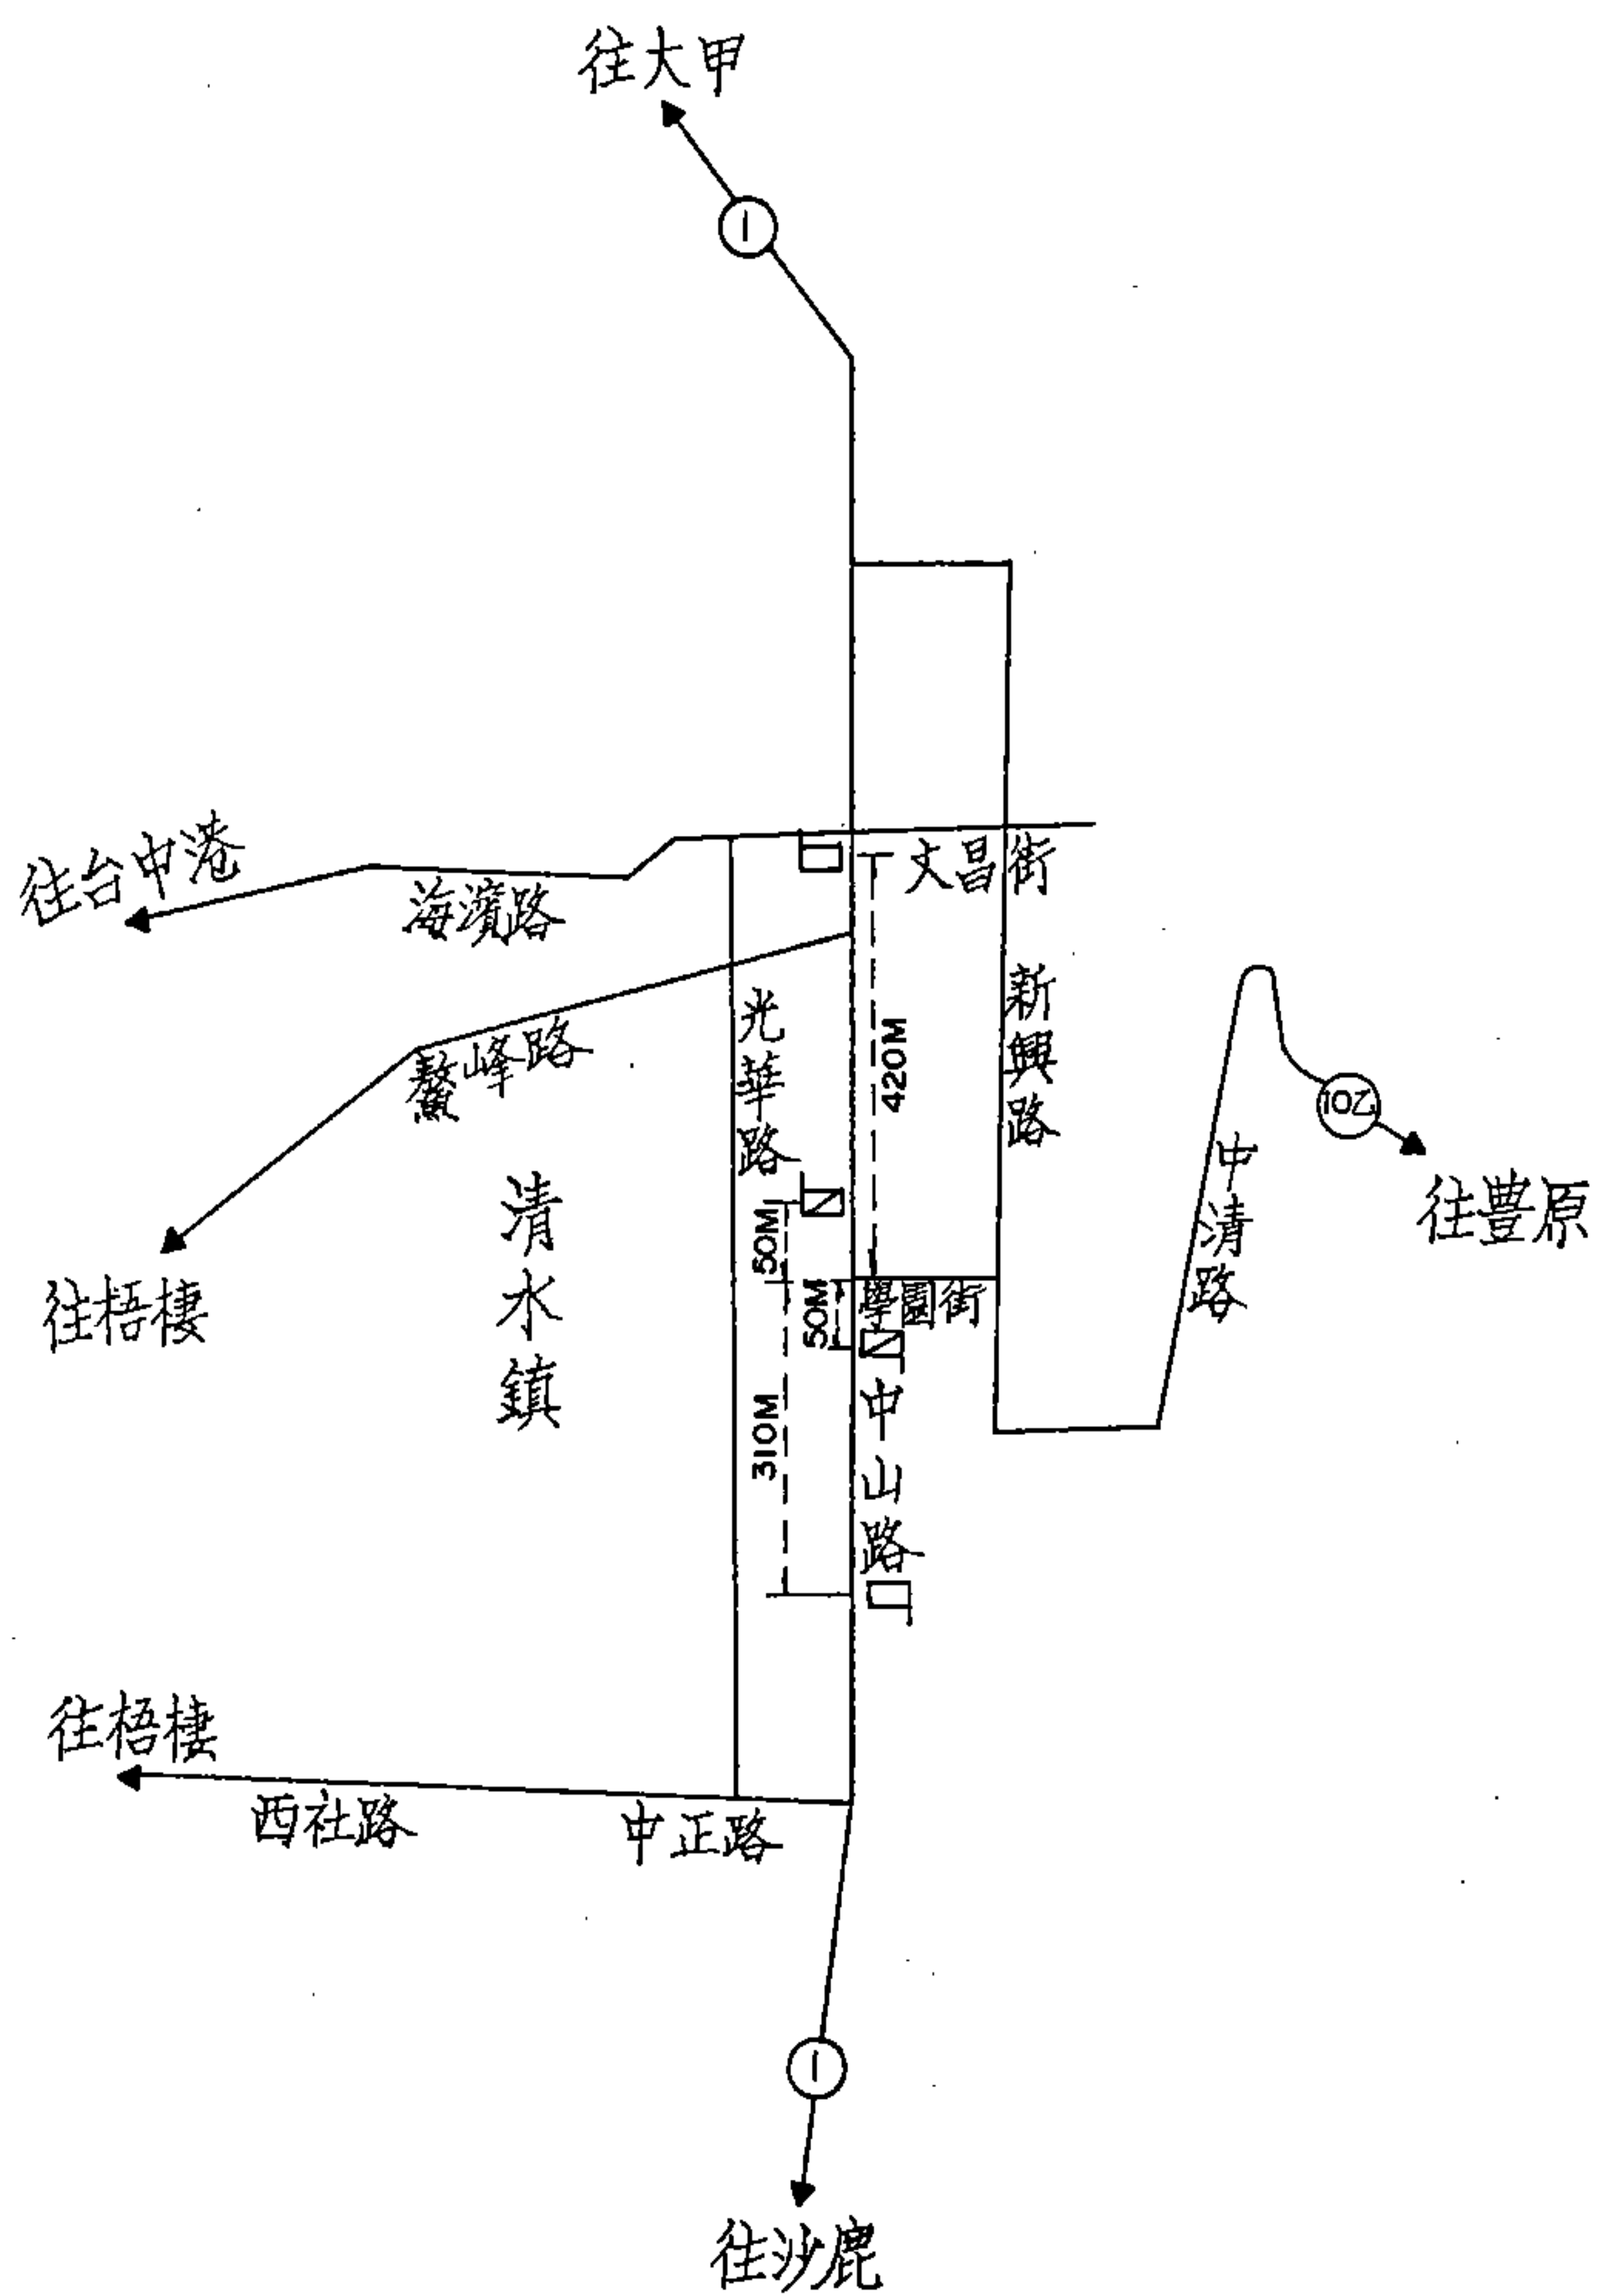 往大甲
1
往台中港
海濱路
文昌街
鰲峰路
光華路
420M
新興路
10乙
往豐原
中清路
清水鎮
50M
50M
學園街
往梧棲
310M
中山路
往梧棲
西社路
中正路
1
往沙鹿